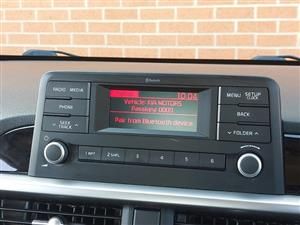 Bluetooth
10:04
Vehicle: KIA MOTORS
Passkey: 0000
Pair from Bluetooth device
RADIO MEDIA
PHONE
SEEK
TRACK
MENU SETUP
CLOCK
BACK
FOLDER
1 RPT 2 SHFL 3 4 5 6